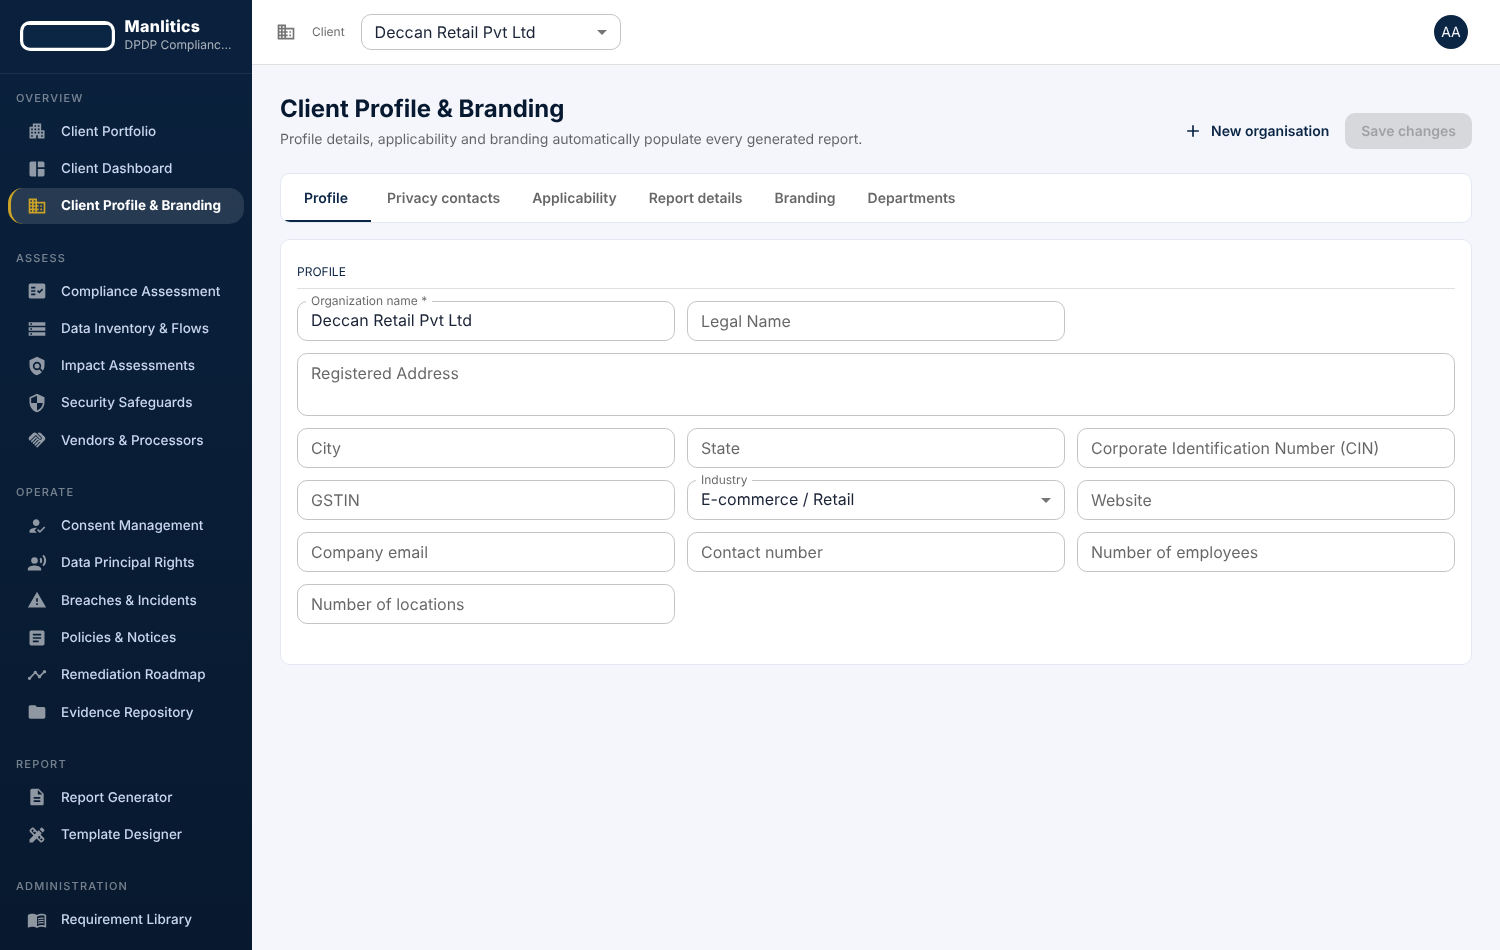 Manlitics
DPDP Complianc...
OVERVIEW
Client Portfolio
Client Dashboard
Client Profile & Branding
ASSESS
Compliance Assessment
Data Inventory & Flows
Impact Assessments
Security Safeguards
Vendors & Processors
OPERATE
Consent Management
Data Principal Rights
Breaches & Incidents
Policies & Notices
Remediation Roadmap
Evidence Repository
REPORT
Report Generator
Template Designer
ADMINISTRATION
Requirement Library
Client Deccan Retail Pvt Ltd AA
Client Profile & Branding
Profile details, applicability and branding automatically populate every generated report.
New organisation Save changes
Profile Privacy contacts Applicability Report details Branding Departments
PROFILE
Organization name *
Deccan Retail Pvt Ltd Legal Name
Registered Address
City State Corporate Identification Number (CIN)
Industry
GSTIN E-commerce / Retail Website
Company email Contact number Number of employees
Number of locations